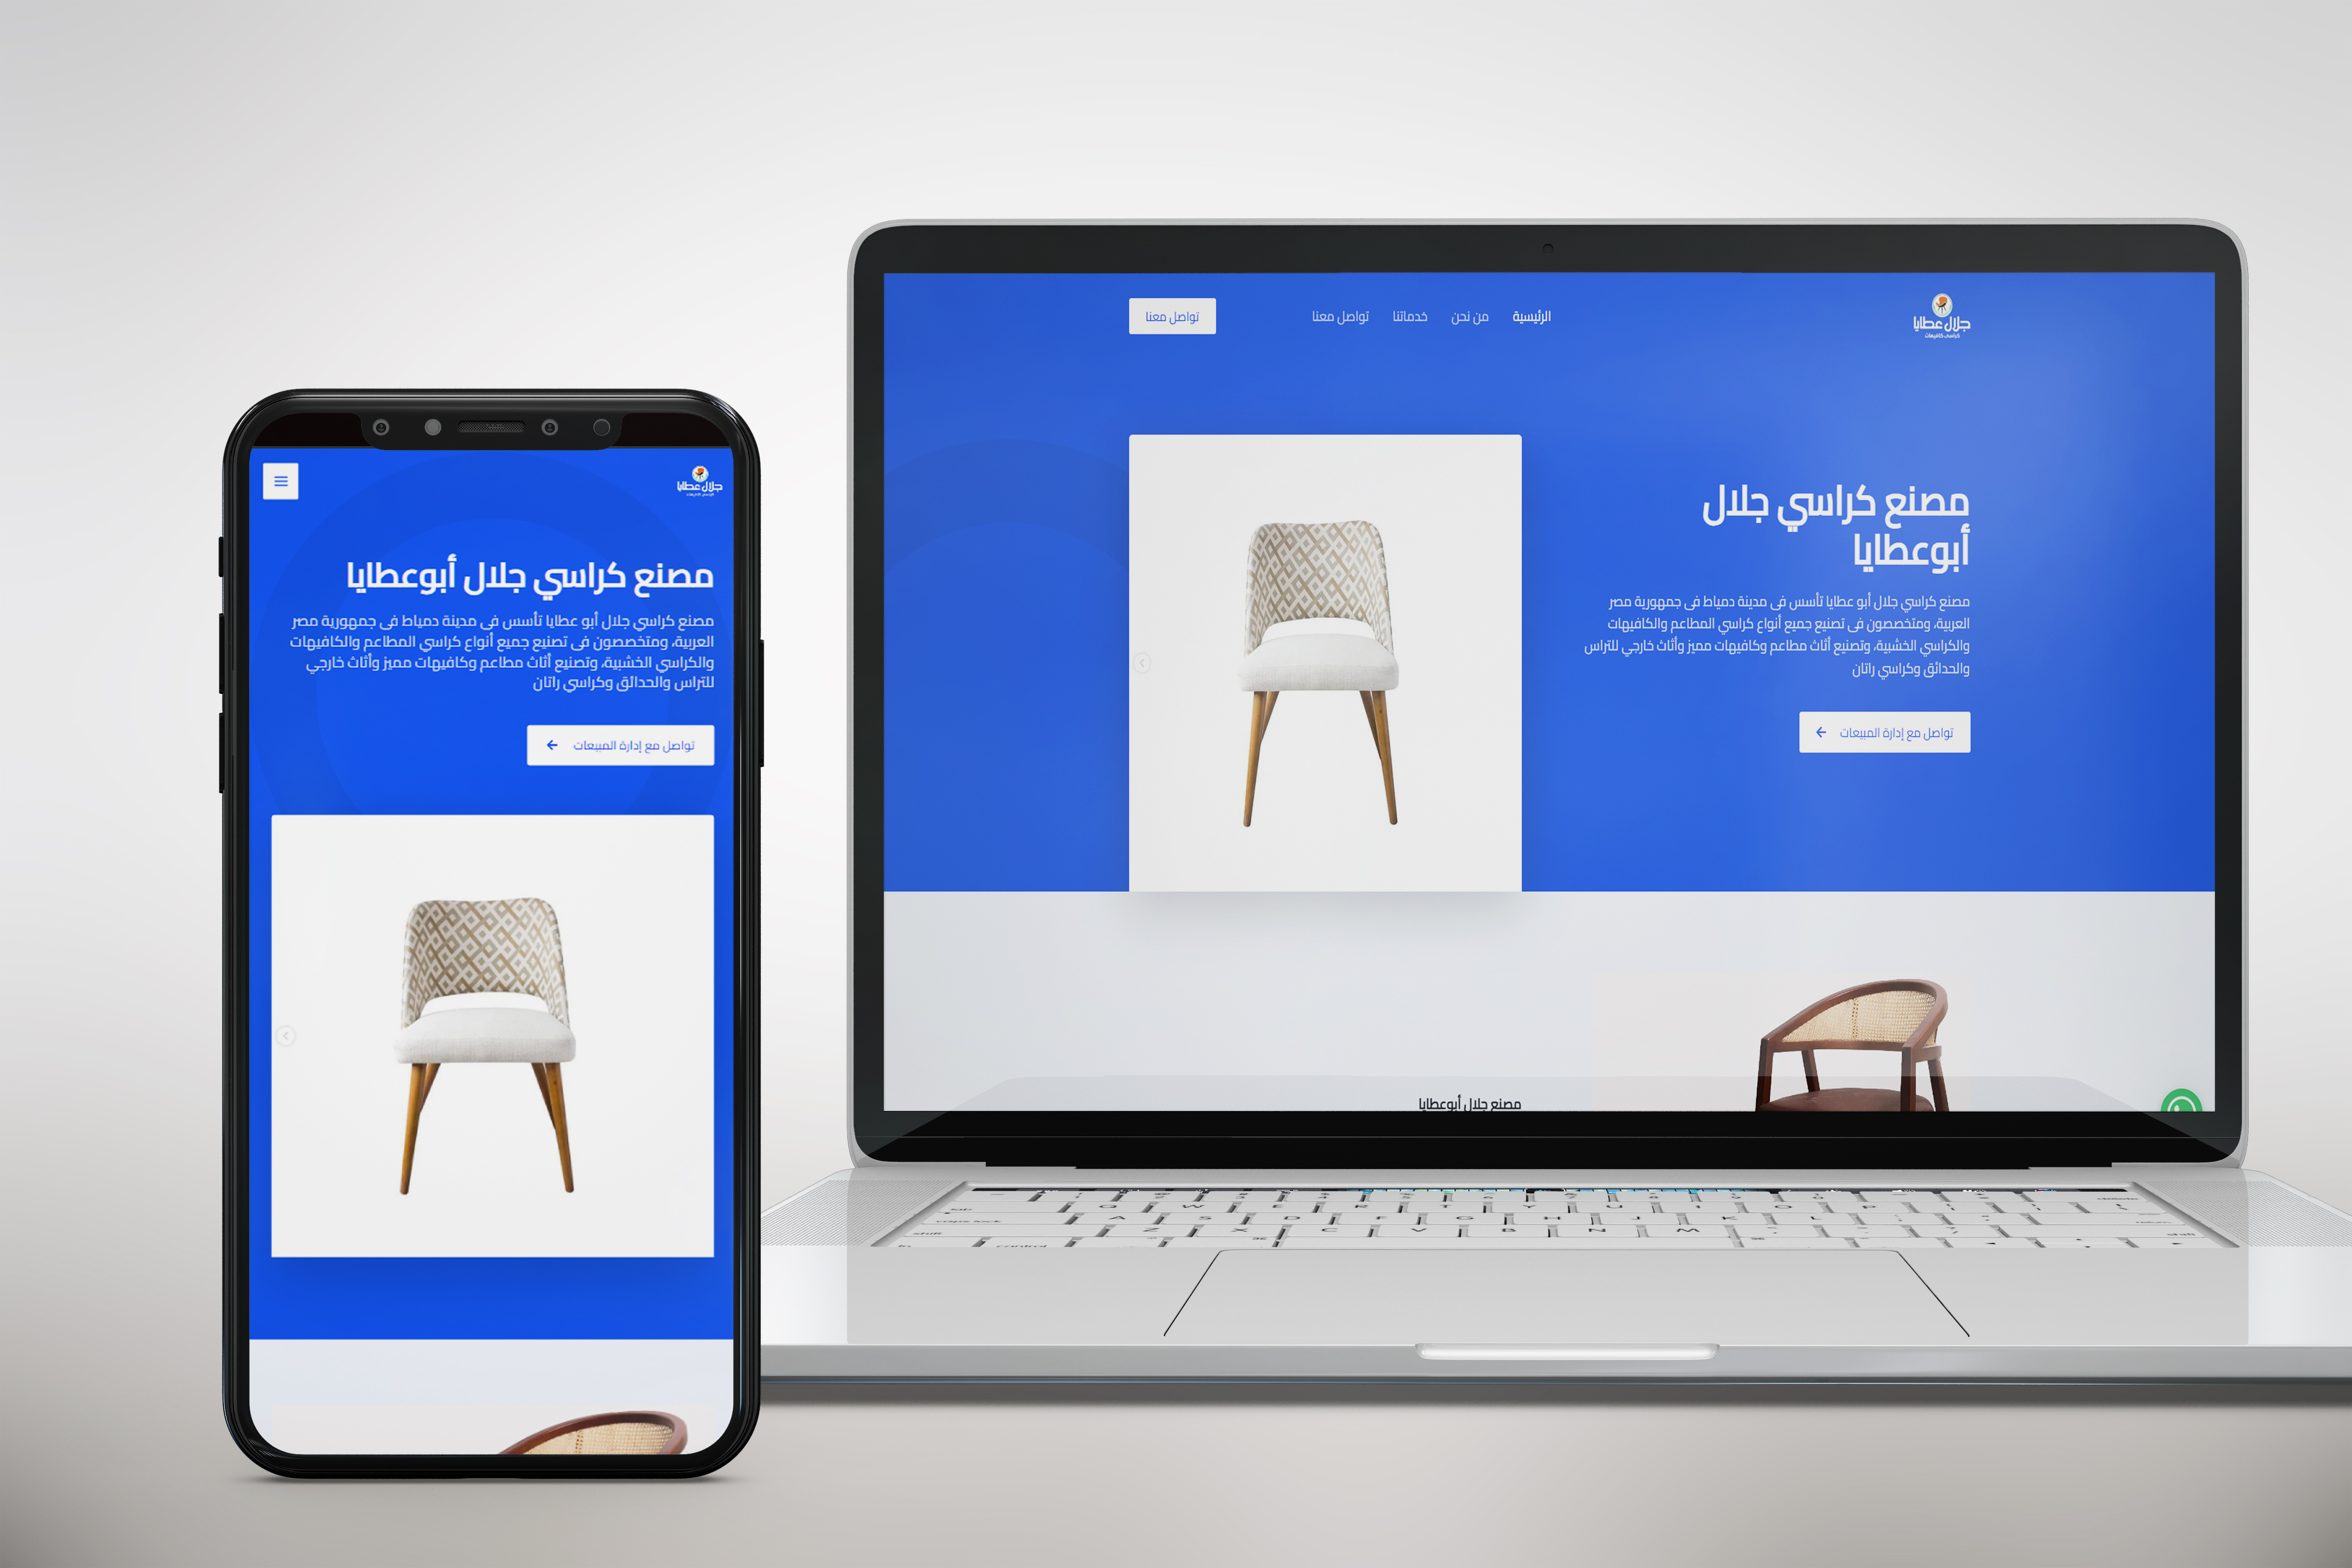 جلال عطايا
مصنع كراسي جلال أبوعطايا
مصنع كراسي جلال أبو عطايا تأسس فى مدينة دمياط فى جمهورية مصر
العربية، ومتخصصون فى تصنيع جميع أنواع كراسي المطاعم والكافيهات
والكراسي الخشبية، وتصنيع أثاث مطاعم وكافيهات مميز وأثاث خارجي
للتراس والحدائق وكراسي راتان
تواصل مع إدارة المبيعات
جلال عطايا
كراسى كافيهات
الرئيسية من نحن خدماتنا تواصل معنا
تواصل معنا
مصنع كراسي جلال
أبوعطايا
مصنع كراسي جلال أبو عطايا تأسس فى مدينة دمياط فى جمهورية مصر
العربية، ومتخصصون فى تصنيع جميع أنواع كراسي المطاعم والكافيهات
والكراسي الخشبية، وتصنيع أثاث مطاعم وكافيهات مميز وأثاث خارجي للتراس
والحدائق وكراسي راتان
تواصل مع إدارة المبيعات
مصنع جلال أبوعطايا
Q W E R T Y U I O P
A S D F G H J K L
Z X C V B N M